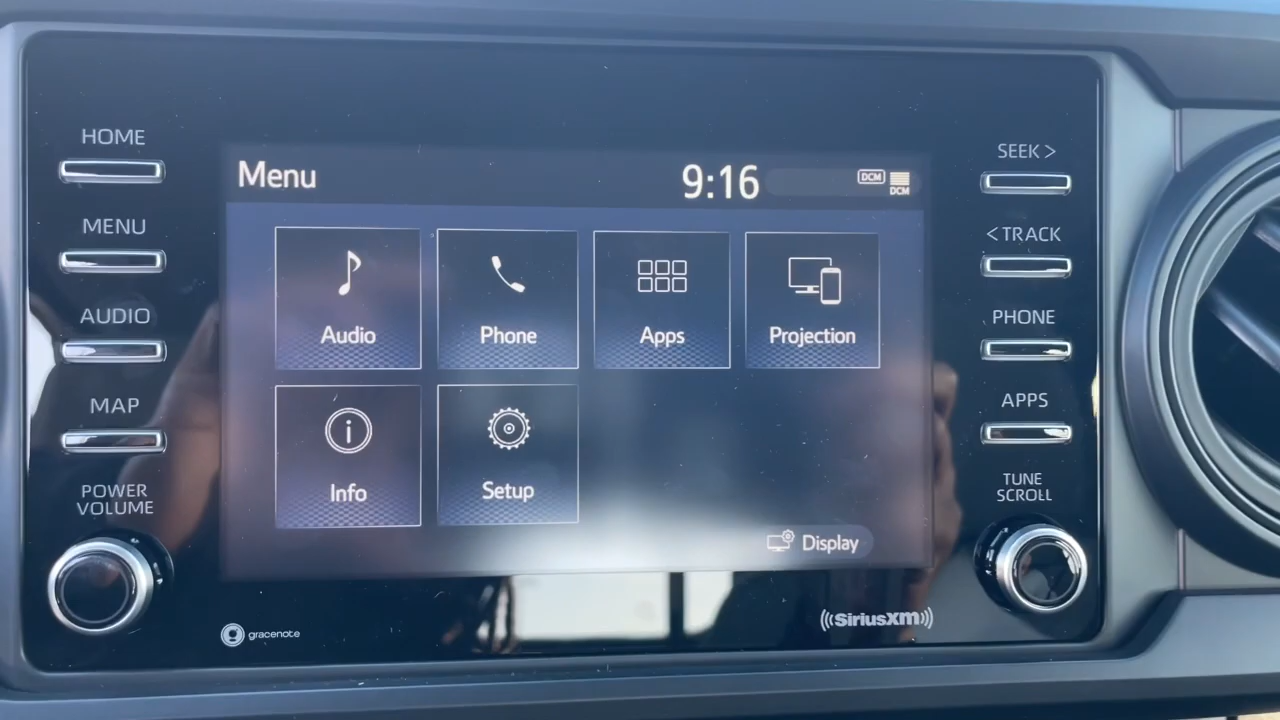 HOME
MENU
AUDIO
MAP
POWER
VOLUME
Menu
9:16
DCM
DCM
Audio
Phone
Apps
Projection
Info
Setup
Display
gracenote
SiriusXM
SEEK >
< TRACK
PHONE
APPS
TUNE
SCROLL